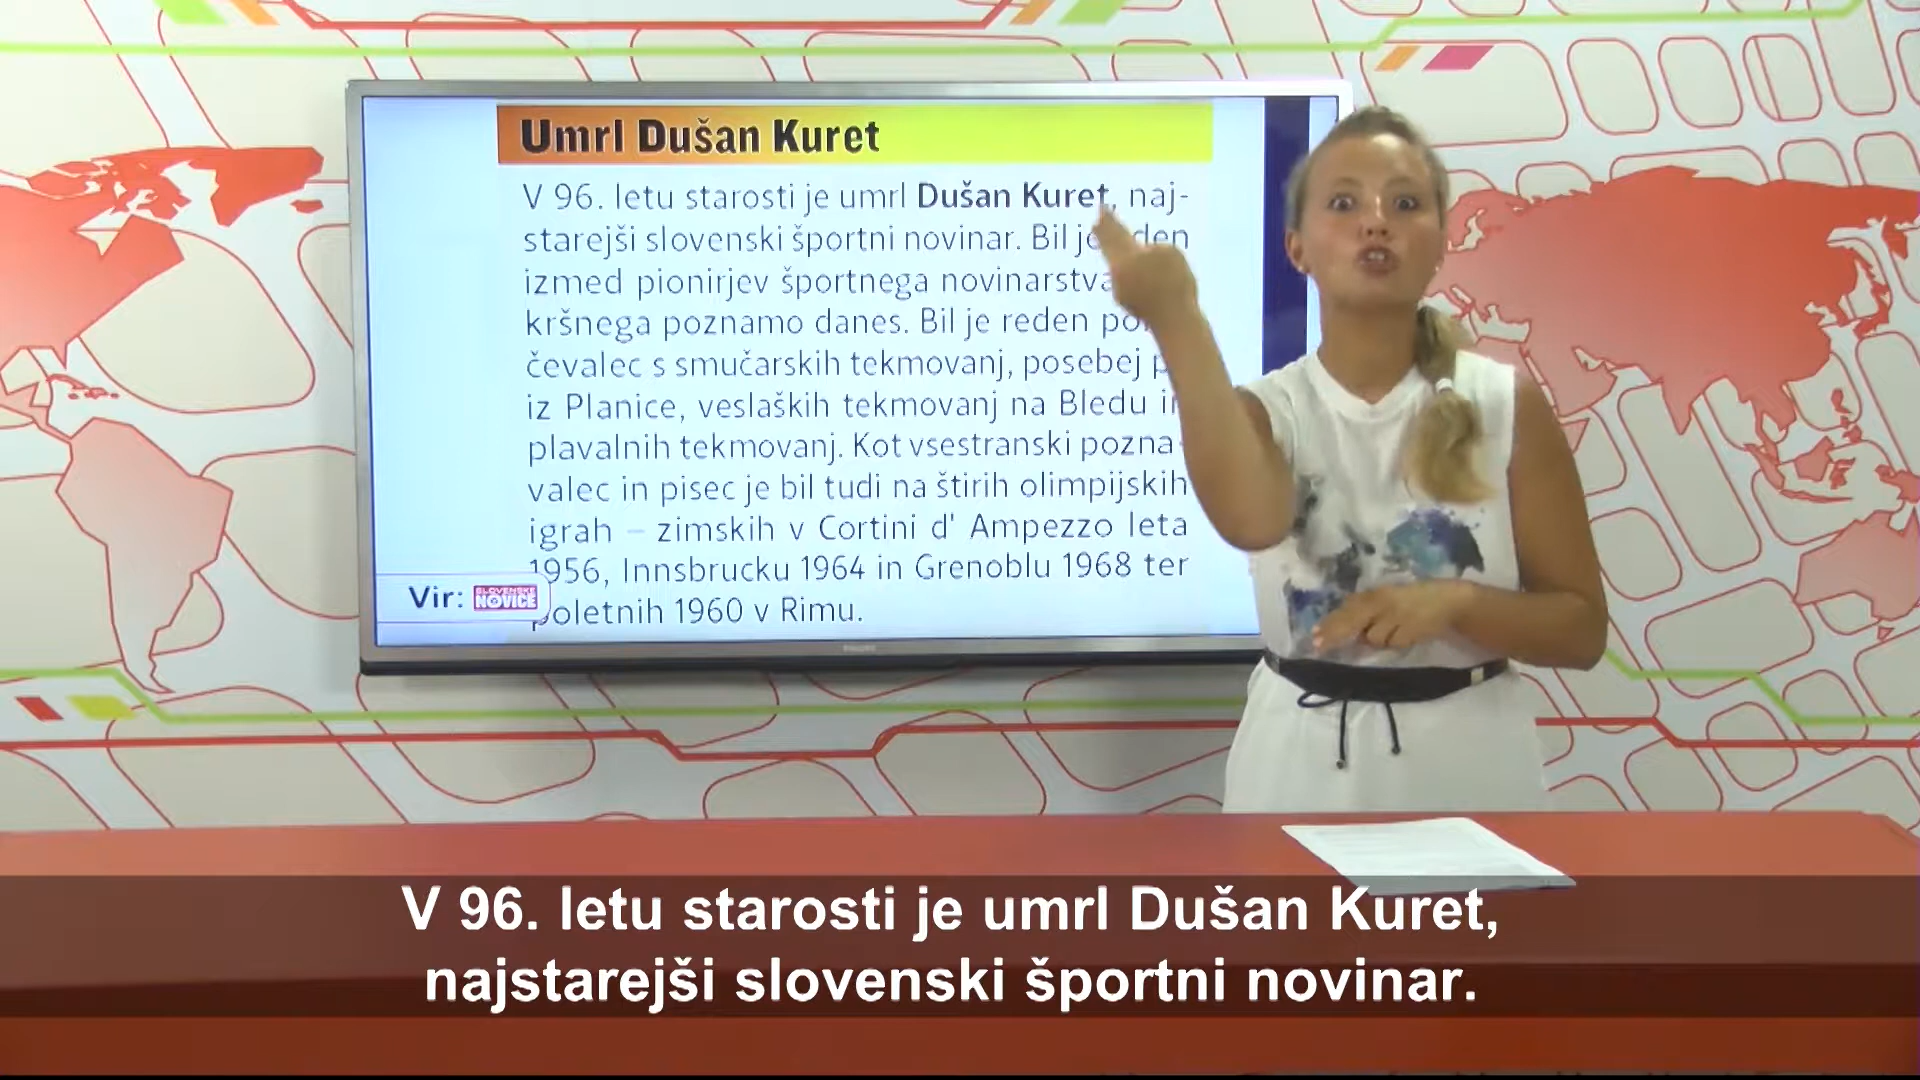 Umrl Dušan Kuret
V 96. letu starosti je umrl Dušan Kuret, naj-
starejši slovenski športni novinar. Bil je
izmed pionirjev športnega novinarstva
kršnega poznamo danes. Bil je reden
čevalec s smučarskih tekmovanj, posebej
iz Planice, veslaških tekmovanj na Bledu
plavalnih tekmovanj. Kot vsestranski pozna-
valec in pisec je bil tudi na štirih olimpijskih
igrah – zimskih v Cortini d' Ampezzo leta
1956, Innsbrucku 1964 in Grenoblu 1968 ter
poletnih 1960 v Rimu.
Vir: SLOVENSKE NOVICE
PHILIPS
V 96. letu starosti je umrl Dušan Kuret,
najstarejši slovenski športni novinar.